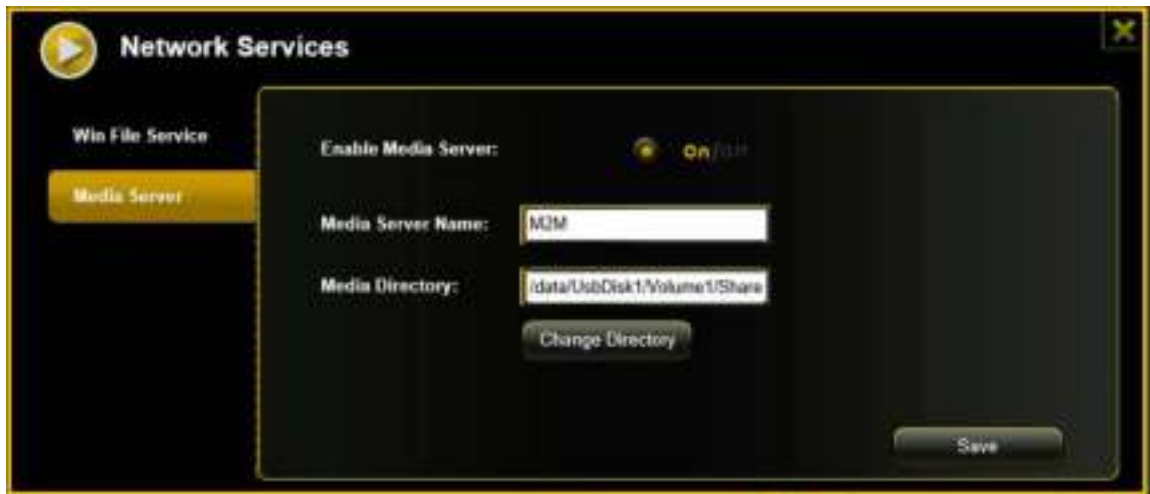 Network Services
Win File Service
Media Server
Enable Media Server: On/Off
Media Server Name: M2M
Media Directory: /data/UsbDisk1/Volume1/Share
Change Directory
Save